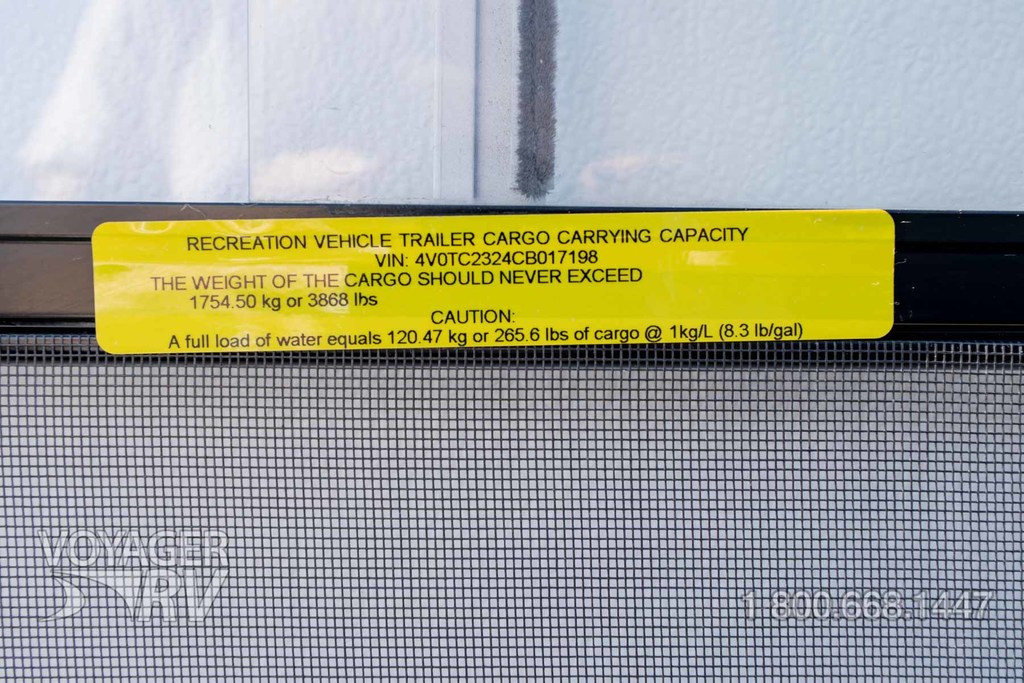 RECREATION VEHICLE TRAILER CARGO CARRYING CAPACITY
VIN: 4V0TC2324CB017198
THE WEIGHT OF THE CARGO SHOULD NEVER EXCEED
1754.50 kg or 3868 lbs
CAUTION:
A full load of water equals 120.47 kg or 265.6 lbs of cargo @ 1kg/L (8.3 lb/gal)
VOYAGER
RV
1·800.668.1447